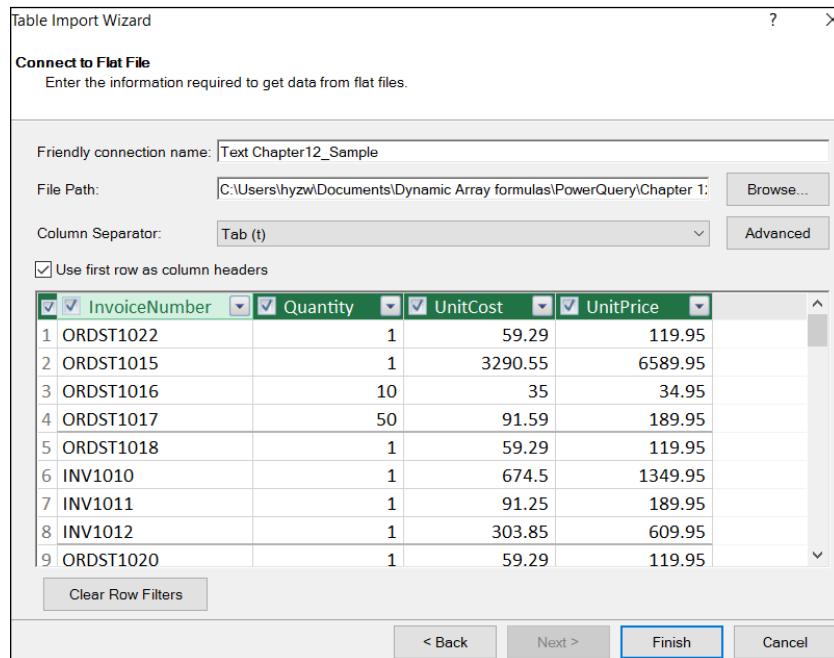 Table Import Wizard ?
Connect to Flat File
Enter the information required to get data from flat files.
Friendly connection name: Text Chapter12_Sample
File Path: C:\Users\hyzw\Documents\Dynamic Array formulas\PowerQuery\Chapter 12 Browse...
Column Separator: Tab (t) Advanced
Use first row as column headers
InvoiceNumber Quantity UnitCost UnitPrice
1 ORDST1022 1 59.29 119.95
2 ORDST1015 1 3290.55 6589.95
3 ORDST1016 10 35 34.95
4 ORDST1017 50 91.59 189.95
5 ORDST1018 1 59.29 119.95
6 INV1010 1 674.5 1349.95
7 INV1011 1 91.25 189.95
8 INV1012 1 303.85 609.95
9 ORDST1020 1 59.29 119.95
Clear Row Filters
< Back Next > Finish Cancel